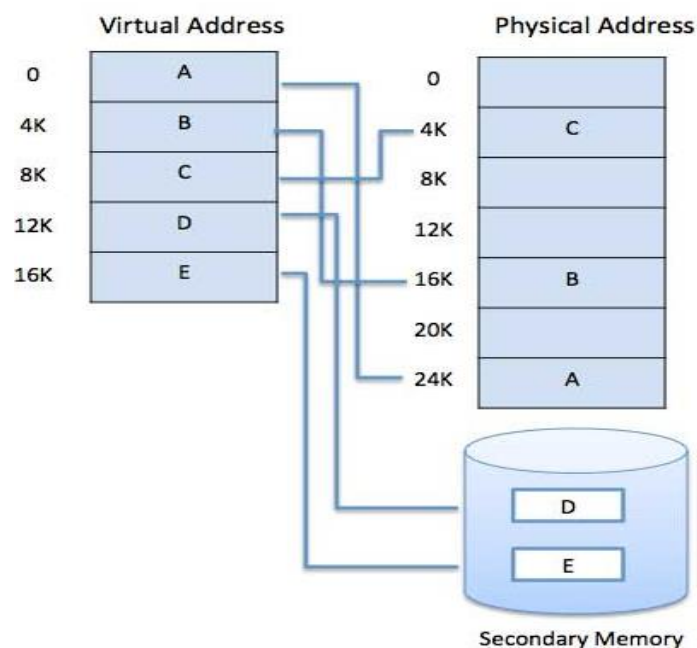 Virtual Address
0
A
4K
B
8K
C
12K
D
16K
E
Physical Address
0
4K
C
8K
12K
16K
B
20K
24K
A
D
E
Secondary Memory